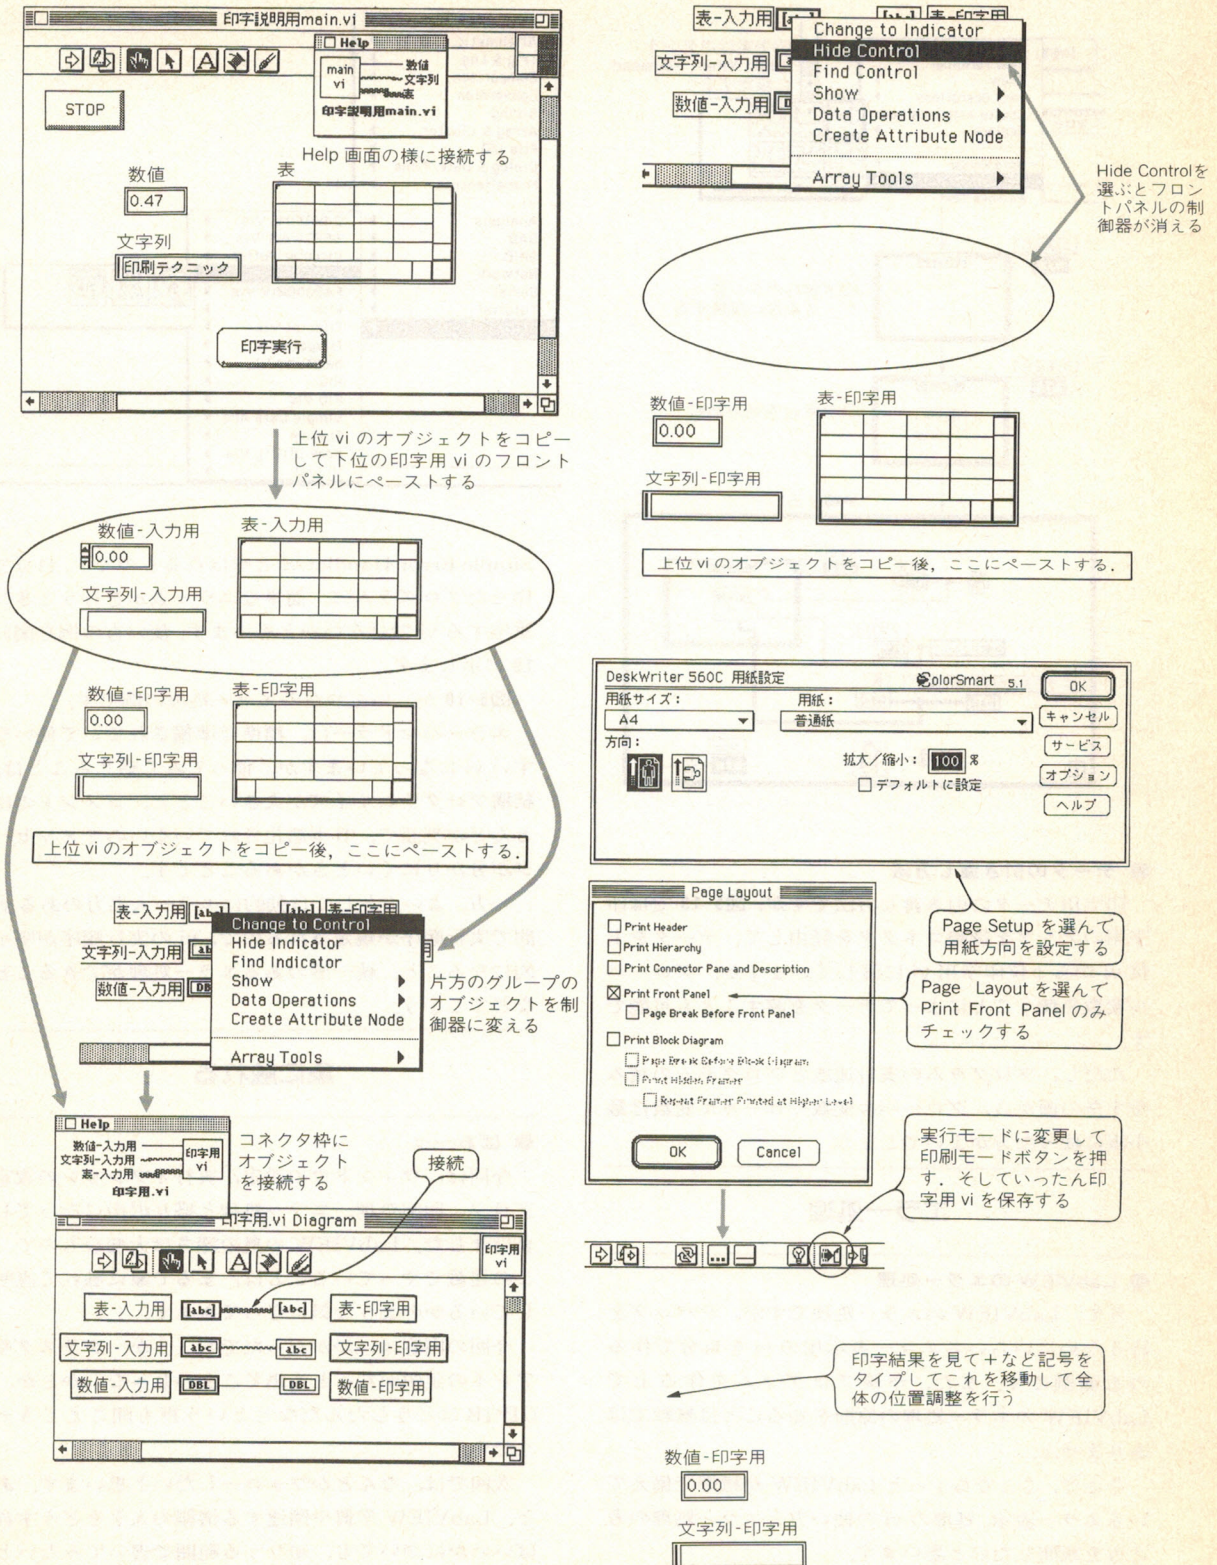 印字説明用main.vi
Help
main
vi
数値
文字列
表
印字説明用main.vi
STOP
Help 画面の様に接続する
数値
0.47
表
文字列
印刷テクニック
印字実行
上位 vi のオブジェクトをコピー
して下位の印字用 vi のフロント
パネルにペーストする
数値-入力用
0.00
表-入力用
文字列-入力用
数値-印字用
0.00
表-印字用
文字列-印字用
上位 vi のオブジェクトをコピー後，ここにペーストする．
表-入力用
[abc]
[abc]
表-印字用
文字列-入力用
数値-入力用
Change to Control
Hide Indicator
Find Indicator
Show
Data Operations
Create Attribute Node
Array Tools
片方のグループの
オブジェクトを制
御器に変える
Help
数値-入力用
文字列-入力用
表-入力用
印字用
vi
印字用.vi
コネクタ枠に
オブジェクト
を接続する
接続
印字用.vi Diagram
印字用
vi
表-入力用
[abc]
[abc]
表-印字用
文字列-入力用
abc
abc
文字列-印字用
数値-入力用
DBL
DBL
数値-印字用
表-入力用
表-印字用
文字列-入力用
数値-入力用
Change to Indicator
Hide Control
Find Control
Show
Data Operations
Create Attribute Node
Array Tools
Hide Controlを
選ぶとフロン
トパネルの制
御器が消える
数値-印字用
0.00
表-印字用
文字列-印字用
上位 vi のオブジェクトをコピー後，ここにペーストする．
DeskWriter 560C 用紙設定
ColorSmart 5.1
OK
用紙サイズ：
用紙：
A4
普通紙
キャンセル
方向：
拡大／縮小： 100 %
サービス
デフォルトに設定
オプション
ヘルプ
Page Layout
Print Header
Print Hierarchy
Print Connector Pane and Description
Print Front Panel
Page Break Before Front Panel
Print Block Diagram
Page Break Before Block Diagram
Print Hidden Frames
Repeat Frames Printed at Higher Level
OK
Cancel
Page Setup を選んで
用紙方向を設定する
Page Layout を選んで
Print Front Panel のみ
チェックする
実行モードに変更して
印刷モードボタンを押
す．そしていったん印
字用 vi を保存する
印字結果を見て＋など記号を
タイプしてこれを移動して全
体の位置調整を行う
数値-印字用
0.00
文字列-印字用